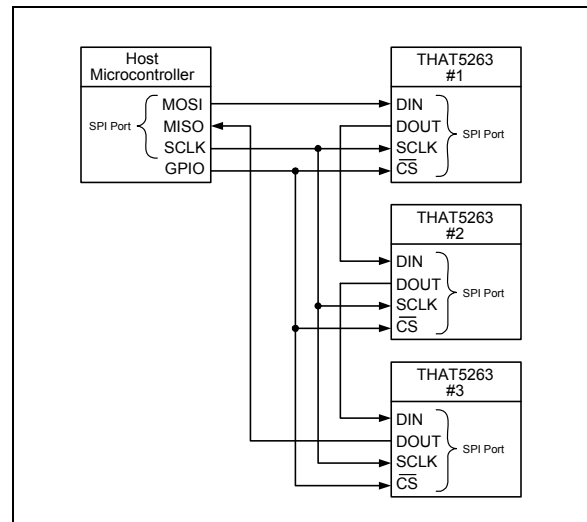 Host
Microcontroller
MOSI
MISO
SCLK
GPIO
SPI Port
THAT5263
#1
DIN
DOUT
SCLK
CS
SPI Port
THAT5263
#2
DIN
DOUT
SCLK
CS
SPI Port
THAT5263
#3
DIN
DOUT
SCLK
CS
SPI Port